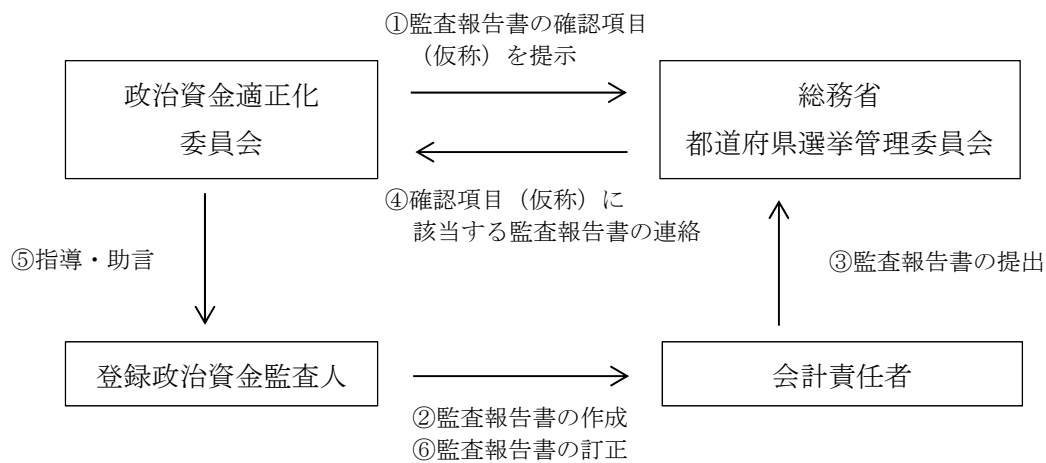 ①監査報告書の確認項目
（仮称）を提示
政治資金適正化
委員会
総務省
都道府県選挙管理委員会
④確認項目（仮称）に
該当する監査報告書の連絡
⑤指導・助言
③監査報告書の提出
登録政治資金監査人
会計責任者
②監査報告書の作成
⑥監査報告書の訂正